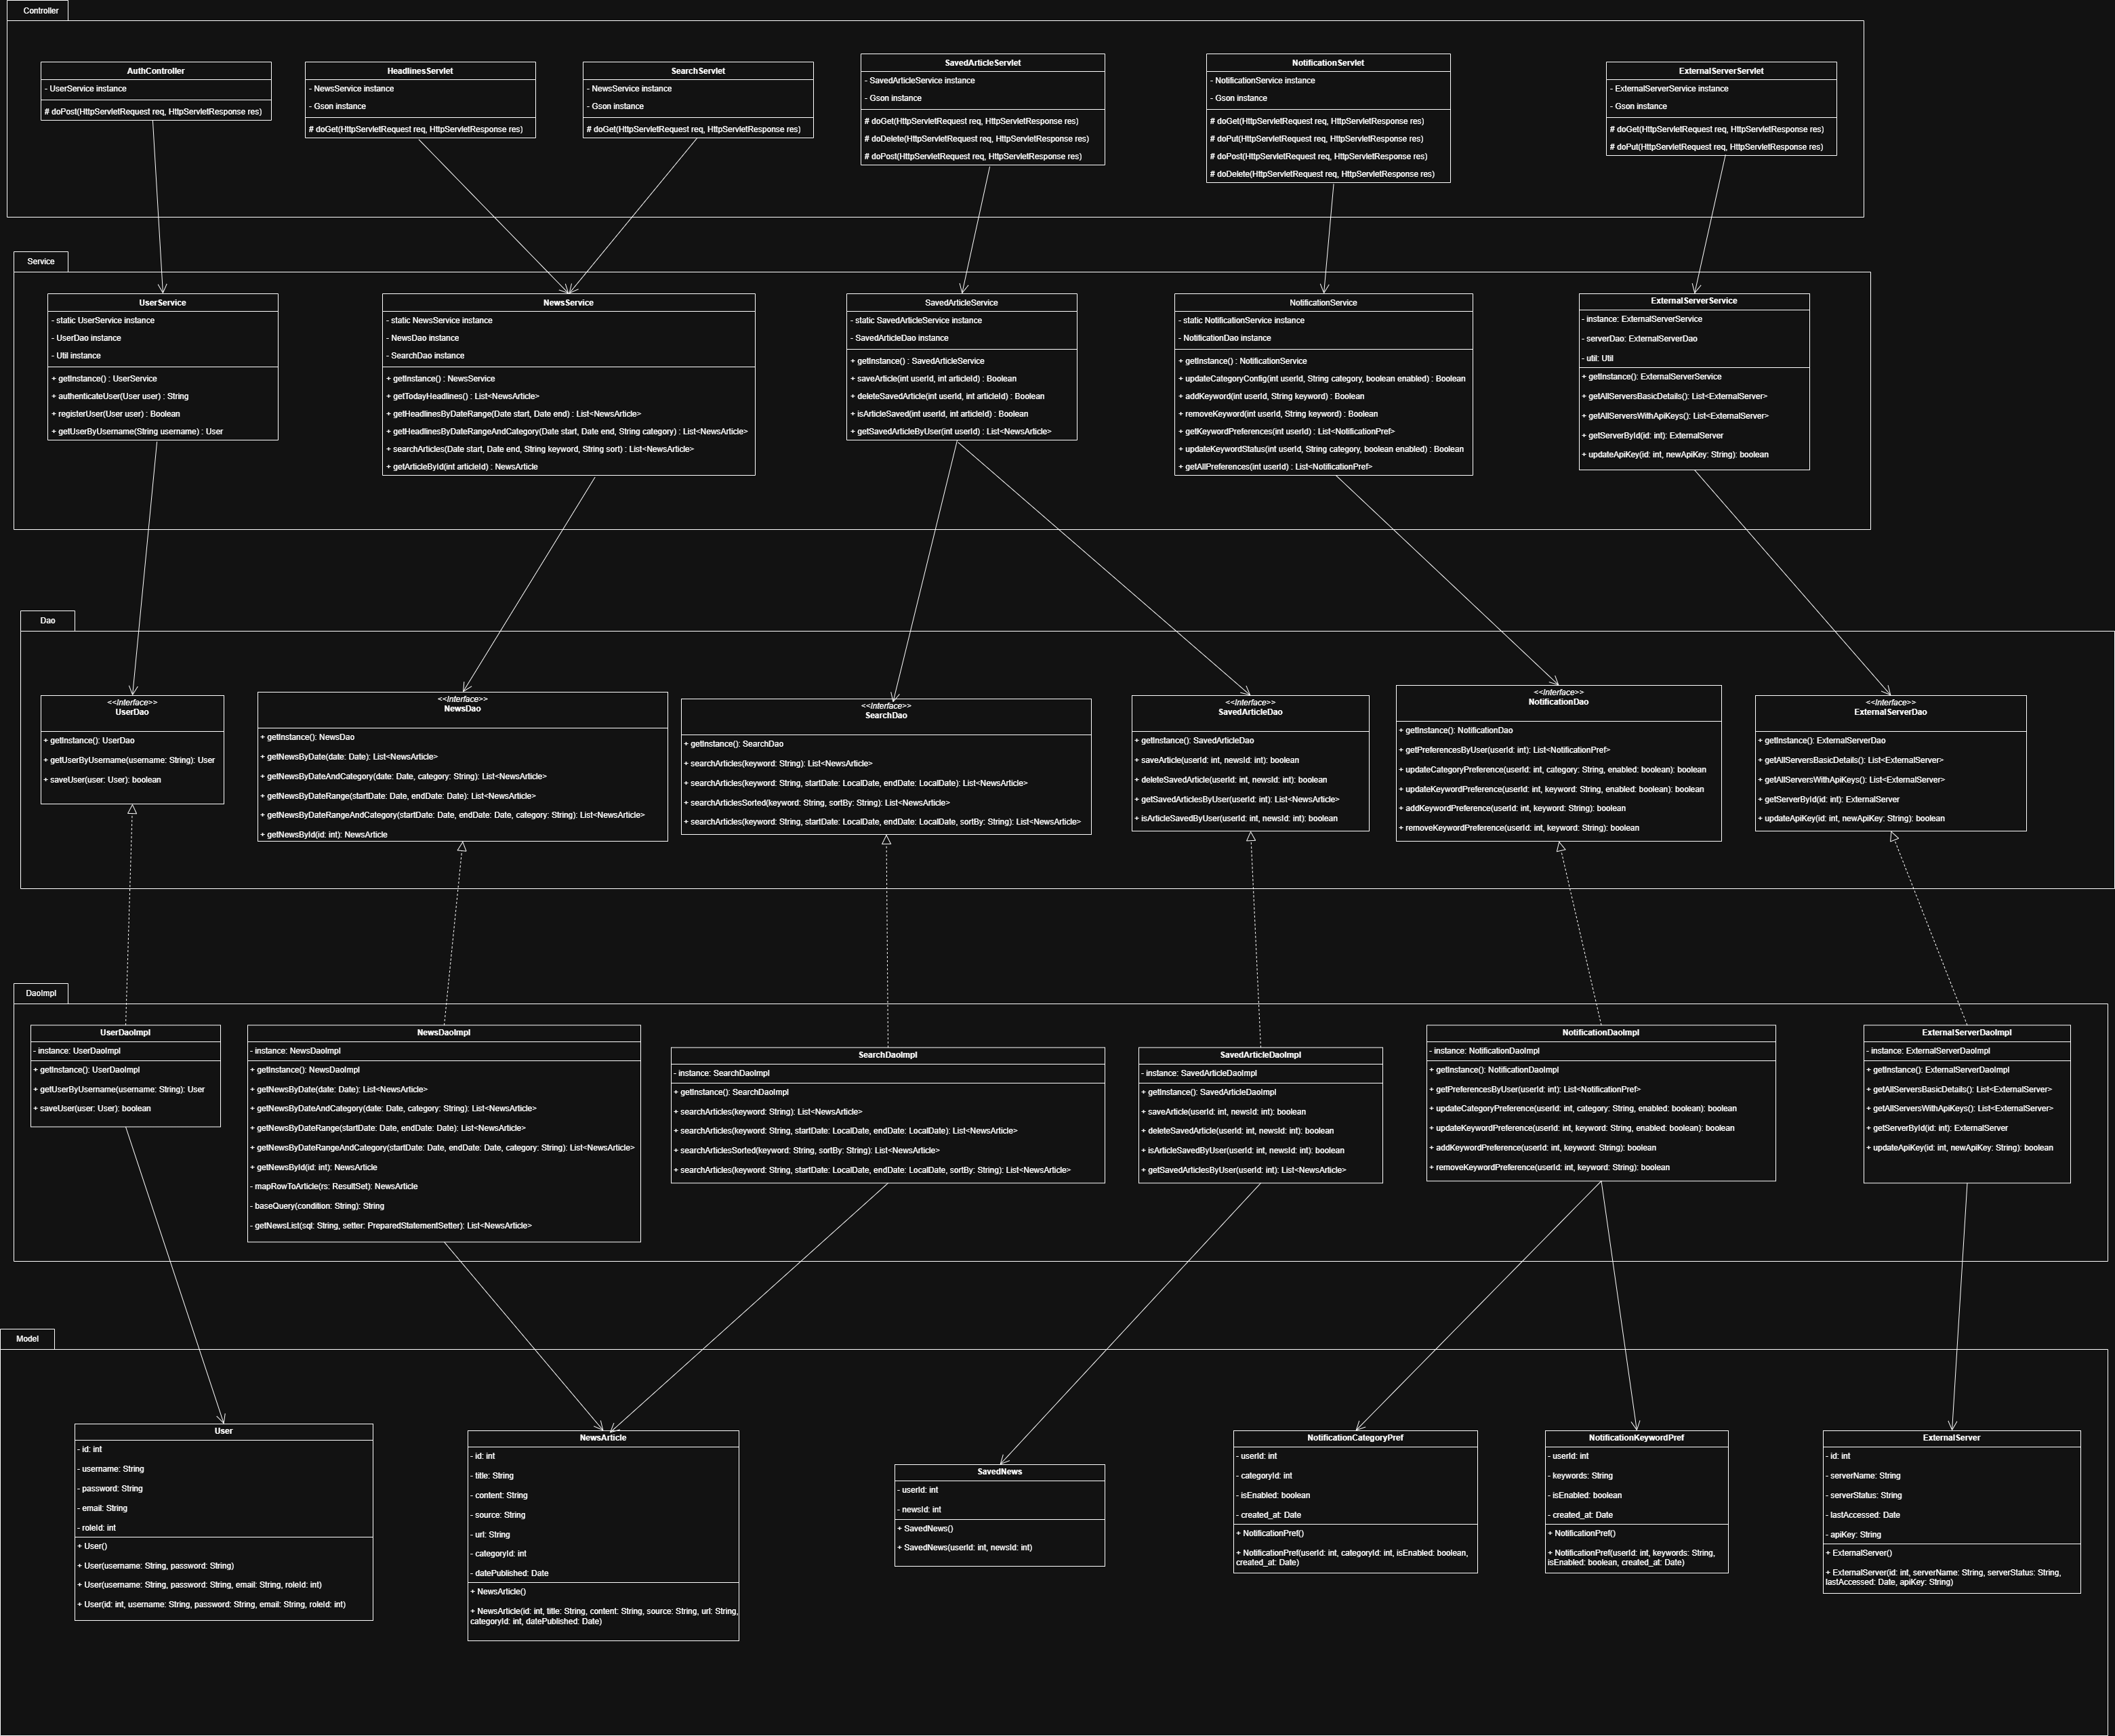 Controller
AuthController
- UserService instance
# doPost(HttpServletRequest req, HttpServletResponse res)
HeadlinesServlet
- NewsService instance
- Gson instance
# doGet(HttpServletRequest req, HttpServletResponse res)
SearchServlet
- NewsService instance
- Gson instance
# doGet(HttpServletRequest req, HttpServletResponse res)
SavedArticleServlet
- SavedArticleService instance
- Gson instance
# doGet(HttpServletRequest req, HttpServletResponse res)
# doDelete(HttpServletRequest req, HttpServletResponse res)
# doPost(HttpServletRequest req, HttpServletResponse res)
NotificationServlet
- NotificationService instance
- Gson instance
# doGet(HttpServletRequest req, HttpServletResponse res)
# doPut(HttpServletRequest req, HttpServletResponse res)
# doPost(HttpServletRequest req, HttpServletResponse res)
# doDelete(HttpServletRequest req, HttpServletResponse res)
ExternalServerServlet
- ExternalServerService instance
- Gson instance
# doGet(HttpServletRequest req, HttpServletResponse res)
# doPut(HttpServletRequest req, HttpServletResponse res)
Service
UserService
- static UserService instance
- UserDao instance
- Util instance
+ getInstance() : UserService
+ authenticateUser(User user) : String
+ registerUser(User user) : Boolean
+ getUserByUsername(String username) : User
NewsService
- static NewsService instance
- NewsDao instance
- SearchDao instance
+ getInstance() : NewsService
+ getTodayHeadlines() : List<NewsArticle>
+ getHeadlinesByDateRange(Date start, Date end) : List<NewsArticle>
+ getHeadlinesByDateRangeAndCategory(Date start, Date end, String category) : List<NewsArticle>
+ searchArticles(Date start, Date end, String keyword, String sort) : List<NewsArticle>
+ getArticleById(int articleId) : NewsArticle
SavedArticleService
- static SavedArticleService instance
- SavedArticleDao instance
+ getInstance() : SavedArticleService
+ saveArticle(int userId, int articleId) : Boolean
+ deleteSavedArticle(int userId, int articleId) : Boolean
+ isArticleSaved(int userId, int articleId) : Boolean
+ getSavedArticleByUser(int userId) : List<NewsArticle>
NotificationService
- static NotificationService instance
- NotificationDao instance
+ getInstance() : NotificationService
+ updateCategoryConfig(int userId, String category, boolean enabled) : Boolean
+ addKeyword(int userId, String keyword) : Boolean
+ removeKeyword(int userId, String keyword) : Boolean
+ getKeywordPreferences(int userId) : List<NotificationPref>
+ updateKeywordStatus(int userId, String category, boolean enabled) : Boolean
+ getAllPreferences(int userId) : List<NotificationPref>
ExternalServerService
- instance: ExternalServerService
- serverDao: ExternalServerDao
- util: Util
+ getInstance(): ExternalServerService
+ getAllServersBasicDetails(): List<ExternalServer>
+ getAllServersWithApiKeys(): List<ExternalServer>
+ getServerById(id: int): ExternalServer
+ updateApiKey(id: int, newApiKey: String): boolean
Dao
<<Interface>>
UserDao
+ getInstance(): UserDao
+ getUserByUsername(username: String): User
+ saveUser(user: User): boolean
<<Interface>>
NewsDao
+ getInstance(): NewsDao
+ getNewsByDate(date: Date): List<NewsArticle>
+ getNewsByDateAndCategory(date: Date, category: String): List<NewsArticle>
+ getNewsByDateRange(startDate: Date, endDate: Date): List<NewsArticle>
+ getNewsByDateRangeAndCategory(startDate: Date, endDate: Date, category: String): List<NewsArticle>
+ getNewsById(id: int): NewsArticle
<<Interface>>
SearchDao
+ getInstance(): SearchDao
+ searchArticles(keyword: String): List<NewsArticle>
+ searchArticles(keyword: String, startDate: LocalDate, endDate: LocalDate): List<NewsArticle>
+ searchArticlesSorted(keyword: String, sortBy: String): List<NewsArticle>
+ searchArticles(keyword: String, startDate: LocalDate, endDate: LocalDate, sortBy: String): List<NewsArticle>
<<Interface>>
SavedArticleDao
+ getInstance(): SavedArticleDao
+ saveArticle(userId: int, newsId: int): boolean
+ deleteSavedArticle(userId: int, newsId: int): boolean
+ getSavedArticlesByUser(userId: int): List<NewsArticle>
+ isArticleSavedByUser(userId: int, newsId: int): boolean
<<Interface>>
NotificationDao
+ getInstance(): NotificationDao
+ getPreferencesByUser(userId: int): List<NotificationPref>
+ updateCategoryPreference(userId: int, category: String, enabled: boolean): boolean
+ updateKeywordPreference(userId: int, keyword: String, enabled: boolean): boolean
+ addKeywordPreference(userId: int, keyword: String): boolean
+ removeKeywordPreference(userId: int, keyword: String): boolean
<<Interface>>
ExternalServerDao
+ getInstance(): ExternalServerDao
+ getAllServersBasicDetails(): List<ExternalServer>
+ getAllServersWithApiKeys(): List<ExternalServer>
+ getServerById(id: int): ExternalServer
+ updateApiKey(id: int, newApiKey: String): boolean
DaoImpl
UserDaoImpl
- instance: UserDaoImpl
+ getInstance(): UserDaoImpl
+ getUserByUsername(username: String): User
+ saveUser(user: User): boolean
NewsDaoImpl
- instance: NewsDaoImpl
+ getInstance(): NewsDaoImpl
+ getNewsByDate(date: Date): List<NewsArticle>
+ getNewsByDateAndCategory(date: Date, category: String): List<NewsArticle>
+ getNewsByDateRange(startDate: Date, endDate: Date): List<NewsArticle>
+ getNewsByDateRangeAndCategory(startDate: Date, endDate: Date, category: String): List<NewsArticle>
+ getNewsById(id: int): NewsArticle
- mapRowToArticle(rs: ResultSet): NewsArticle
- baseQuery(condition: String): String
- getNewsList(sql: String, setter: PreparedStatementSetter): List<NewsArticle>
SearchDaoImpl
- instance: SearchDaoImpl
+ getInstance(): SearchDaoImpl
+ searchArticles(keyword: String): List<NewsArticle>
+ searchArticles(keyword: String, startDate: LocalDate, endDate: LocalDate): List<NewsArticle>
+ searchArticlesSorted(keyword: String, sortBy: String): List<NewsArticle>
+ searchArticles(keyword: String, startDate: LocalDate, endDate: LocalDate, sortBy: String): List<NewsArticle>
SavedArticleDaoImpl
- instance: SavedArticleDaoImpl
+ getInstance(): SavedArticleDaoImpl
+ saveArticle(userId: int, newsId: int): boolean
+ deleteSavedArticle(userId: int, newsId: int): boolean
+ isArticleSavedByUser(userId: int, newsId: int): boolean
+ getSavedArticlesByUser(userId: int): List<NewsArticle>
NotificationDaoImpl
- instance: NotificationDaoImpl
+ getInstance(): NotificationDaoImpl
+ getPreferencesByUser(userId: int): List<NotificationPref>
+ updateCategoryPreference(userId: int, category: String, enabled: boolean): boolean
+ updateKeywordPreference(userId: int, keyword: String, enabled: boolean): boolean
+ addKeywordPreference(userId: int, keyword: String): boolean
+ removeKeywordPreference(userId: int, keyword: String): boolean
ExternalServerDaoImpl
- instance: ExternalServerDaoImpl
+ getInstance(): ExternalServerDaoImpl
+ getAllServersBasicDetails(): List<ExternalServer>
+ getAllServersWithApiKeys(): List<ExternalServer>
+ getServerById(id: int): ExternalServer
+ updateApiKey(id: int, newApiKey: String): boolean
Model
User
- id: int
- username: String
- password: String
- email: String
- roleId: int
+ User()
+ User(username: String, password: String)
+ User(username: String, password: String, email: String, roleId: int)
+ User(id: int, username: String, password: String, email: String, roleId: int)
NewsArticle
- id: int
- title: String
- content: String
- source: String
- url: String
- categoryId: int
- datePublished: Date
+ NewsArticle()
+ NewsArticle(id: int, title: String, content: String, source: String, url: String,
categoryId: int, datePublished: Date)
SavedNews
- userId: int
- newsId: int
+ SavedNews()
+ SavedNews(userId: int, newsId: int)
NotificationCategoryPref
- userId: int
- categoryId: int
- isEnabled: boolean
- created_at: Date
+ NotificationPref()
+ NotificationPref(userId: int, categoryId: int, isEnabled: boolean,
created_at: Date)
NotificationKeywordPref
- userId: int
- keywords: String
- isEnabled: boolean
- created_at: Date
+ NotificationPref()
+ NotificationPref(userId: int, keywords: String,
isEnabled: boolean, created_at: Date)
ExternalServer
- id: int
- serverName: String
- serverStatus: String
- lastAccessed: Date
- apiKey: String
+ ExternalServer()
+ ExternalServer(id: int, serverName: String, serverStatus: String,
lastAccessed: Date, apiKey: String)